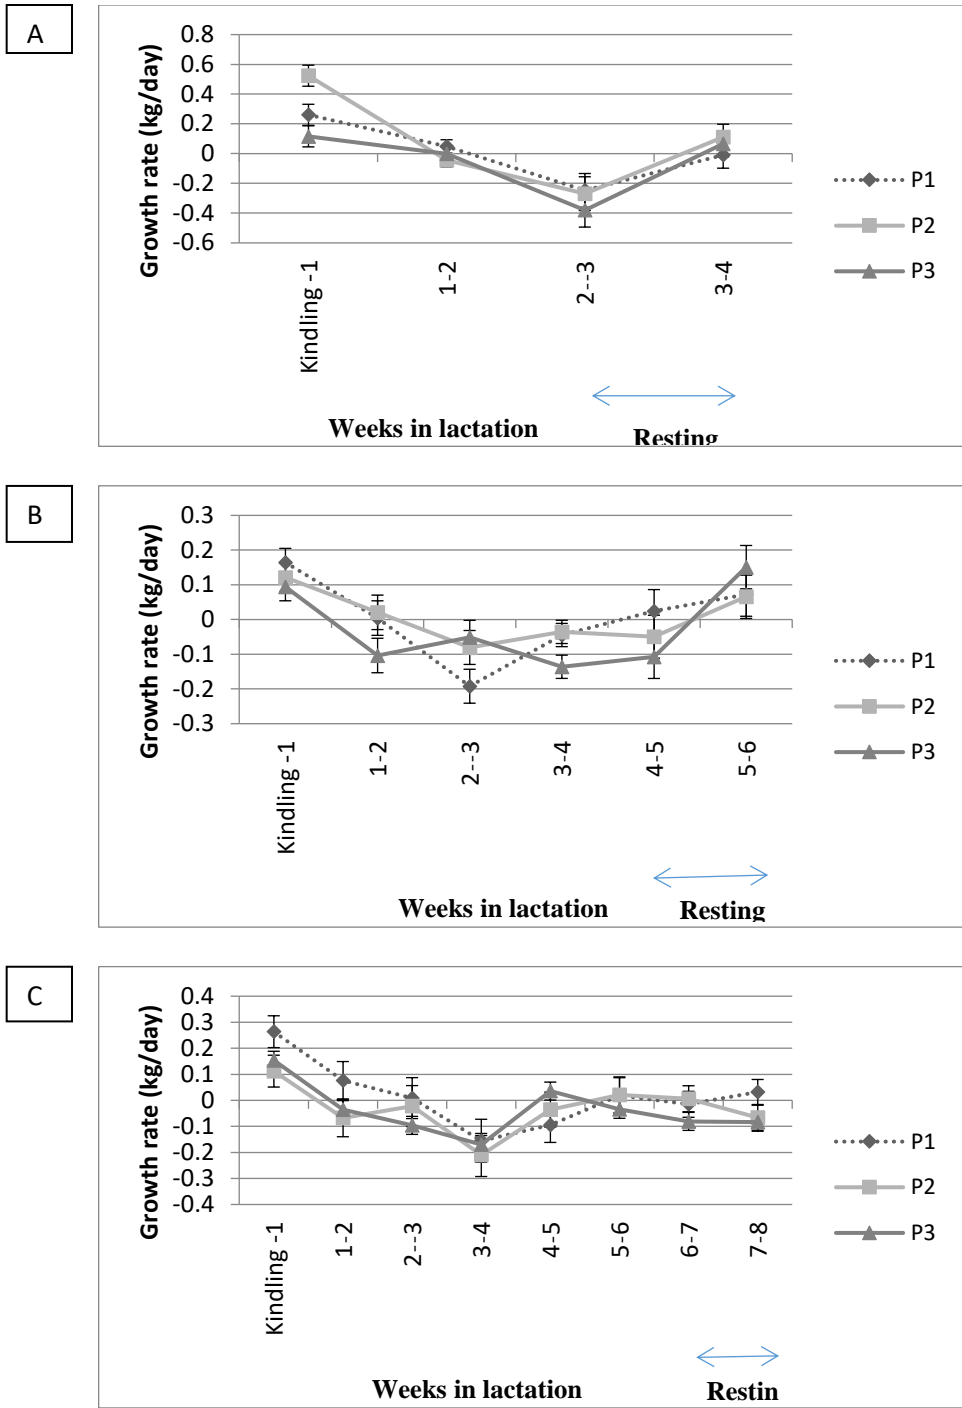 A
Growth rate (kg/day)
0.8
0.6
0.4
0.2
0
-0.2
-0.4
-0.6
Kindling -1
1-2
2--3
3-4
P1
P2
P3
Weeks in lactation
Resting
B
Growth rate (kg/day)
0.3
0.2
0.1
0
-0.1
-0.2
-0.3
Kindling -1
1-2
2--3
3-4
4-5
5-6
P1
P2
P3
Weeks in lactation
Resting
C
Growth rate (kg/day)
0.4
0.3
0.2
0.1
0
-0.1
-0.2
-0.3
-0.4
Kindling -1
1-2
2--3
3-4
4-5
5-6
6-7
7-8
P1
P2
P3
Weeks in lactation
Restin